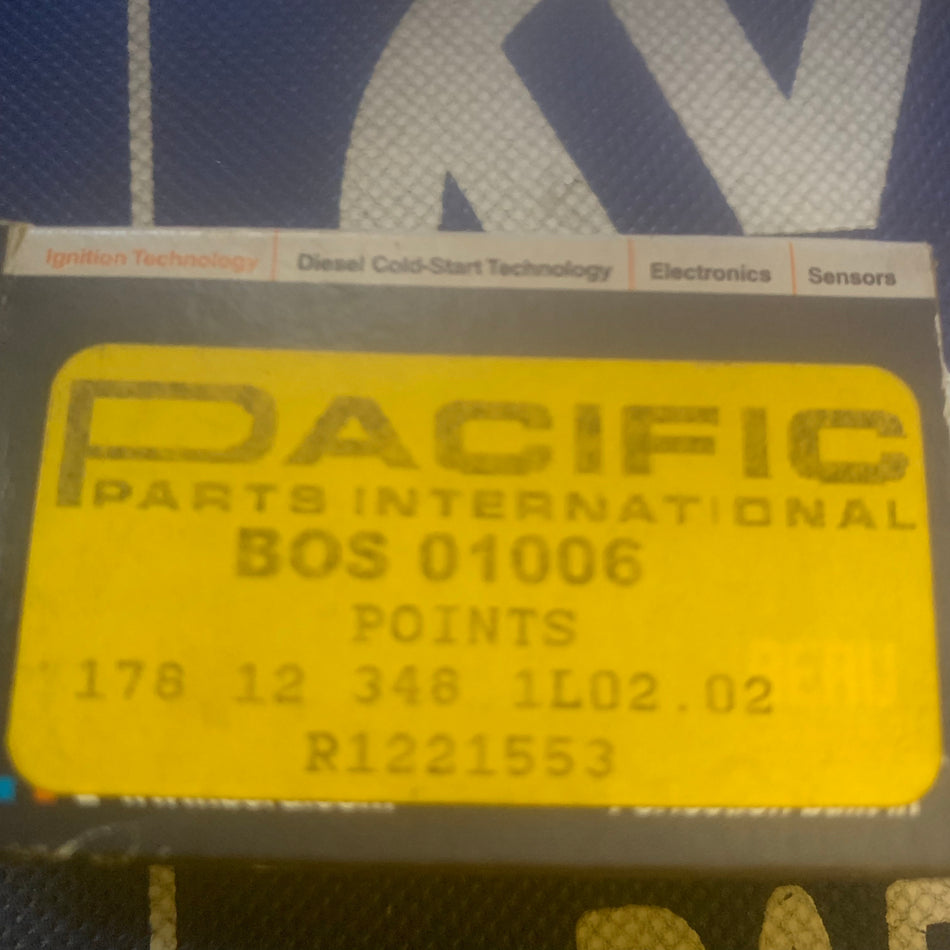 Ignition Technology Diesel Cold-Start Technology Electronics Sensors
PACIFIC
PARTS INTERNATIONAL
BOS 01006
POINTS
178 12 348 1L02.02
R1221553
BERU